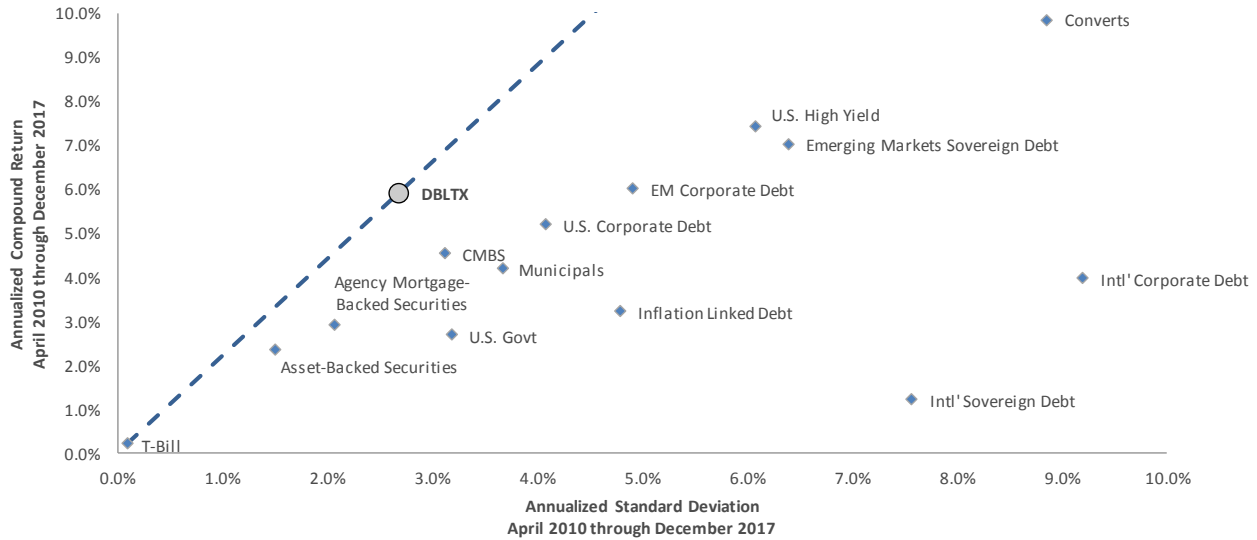 Annualized Compound Return
April 2010 through December 2017
10.0%
9.0%
8.0%
7.0%
6.0%
5.0%
4.0%
3.0%
2.0%
1.0%
0.0%
Converts
U.S. High Yield
Emerging Markets Sovereign Debt
DBLTX
EM Corporate Debt
U.S. Corporate Debt
CMBS
Municipals
Agency Mortgage-
Backed Securities
Intl' Corporate Debt
Inflation Linked Debt
U.S. Govt
Asset-Backed Securities
Intl' Sovereign Debt
T-Bill
0.0%
1.0%
2.0%
3.0%
4.0%
5.0%
6.0%
7.0%
8.0%
9.0%
10.0%
Annualized Standard Deviation
April 2010 through December 2017